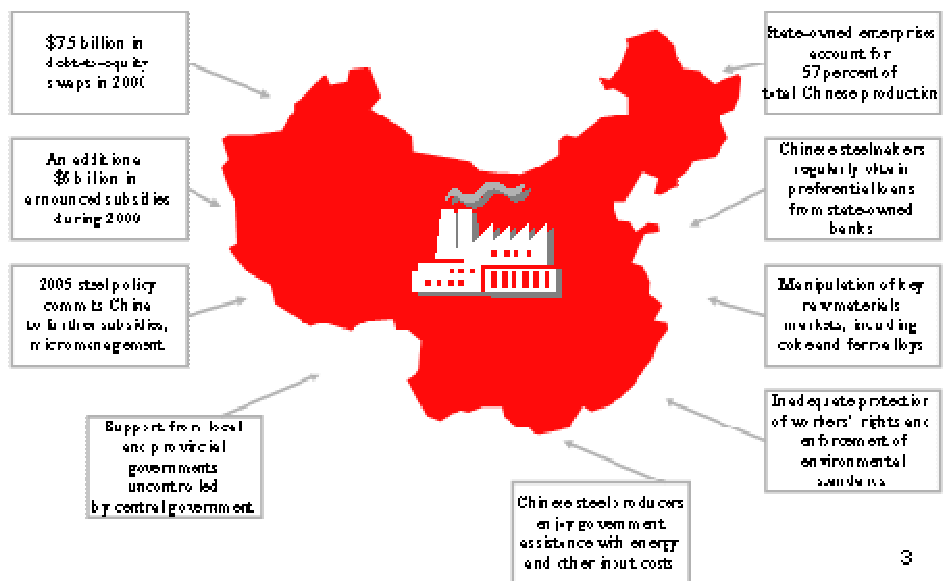 $7.5 billion in
debt-to-equity
swaps in 2000
An additional
$6 billion in
announced subsidies
during 2000
2005 steel policy
commits China
to further subsidies,
micromanagement
Support from local
and provincial
governments
uncontrolled
by central government
Chinese steel producers
enjoy government
assistance with energy
and other input costs
State-owned enterprises
account for
57 percent of
total Chinese production
Chinese steelmakers
regularly obtain
preferential loans
from state-owned
banks
Manipulation of key
raw materials
markets, including
coke and ferroalloys
Inadequate protection
of workers' rights and
enforcement of
environmental
standards
3